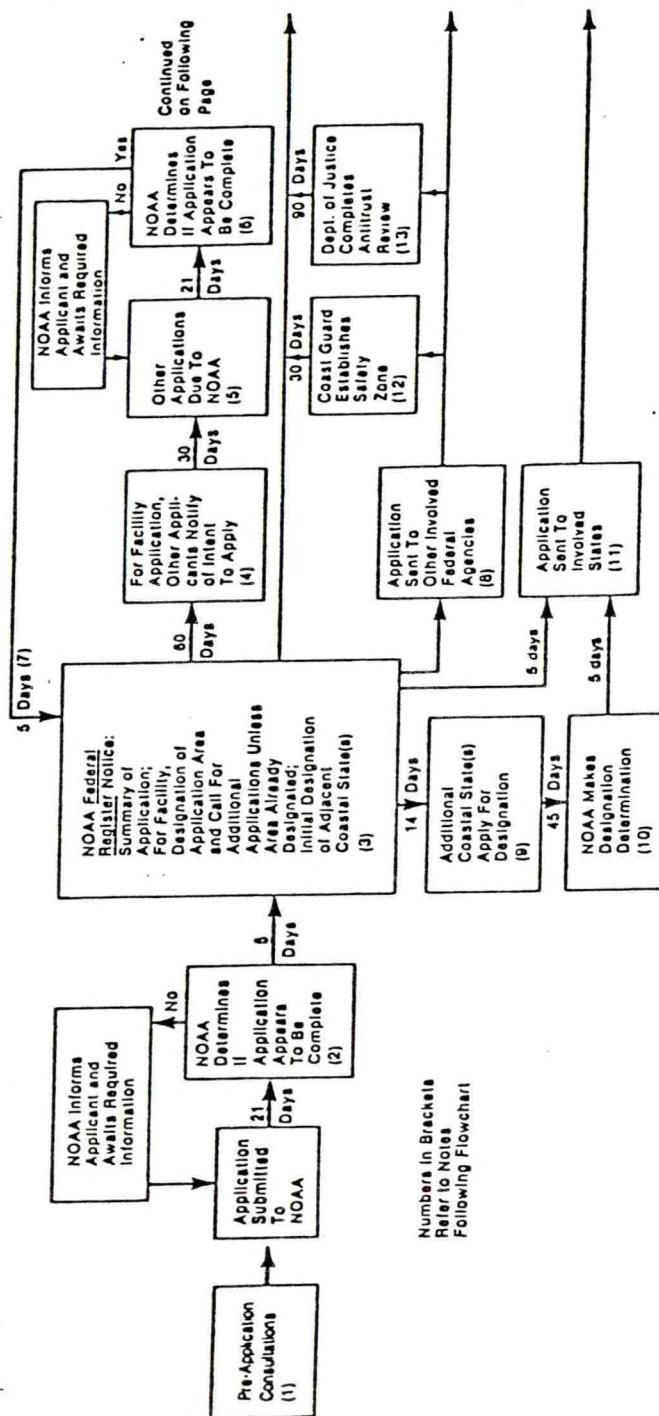 Pre-Application
Consultations
(1)
Application
Submitted
To
NOAA
21
Days
NOAA Informs
Applicant and
Awaits Required
Information
No
NOAA
Determines
If Application
Appears
To Be
Complete
(2)
5
Days
NOAA Federal
Register Notice:
Summary of
Application;
For Facility,
Designation of
Application Area
and Call For
Additional
Applications Unless
Area Already
Designated;
Initial Designation
of Adjacent
Coastal State(s)
(3)
60
Days
For Facility
Application,
Other Appli-
cants Notify
of Intent
To Apply
(4)
30
Days
Other
Applications
Due To
NOAA
(5)
21
Days
NOAA Informs
Applicant and
Awaits Required
Information
No
Yes
NOAA
Determines
If Application
Appears To
Be Complete
(6)
Continued
on Following
Page
5 Days (7)
Application
Sent To
Other Involved
Federal
Agencies
(8)
30 Days
Coast Guard
Establishes
Safety
Zone
(12)
90 Days
Dept. of Justice
Completes
Antitrust
Review
(13)
14 Days
Additional
Coastal State(s)
Apply For
Designation
(9)
45 Days
NOAA Makes
Designation
Determination
(10)
5 days
5 days
Application
Sent To
Involved
States
(11)
Numbers in Brackets
Refer to Notes
Following Flowchart